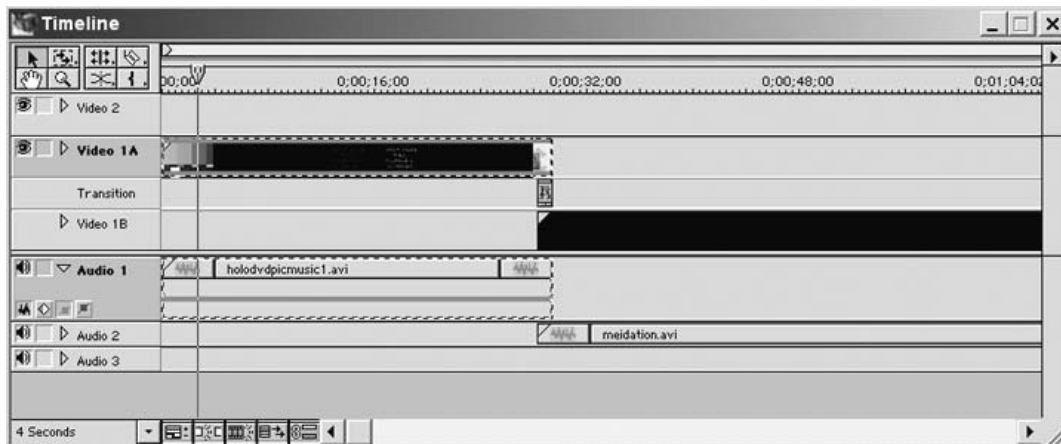 Timeline
00;00 0;00;16;00 0;00;32;00 0;00;48;00 0;01;04;02
Video 2
Video 1A
Transition
Video 1B
Audio 1 holodvdpicmusic1.avi
Audio 2 meidation.avi
Audio 3
4 Seconds